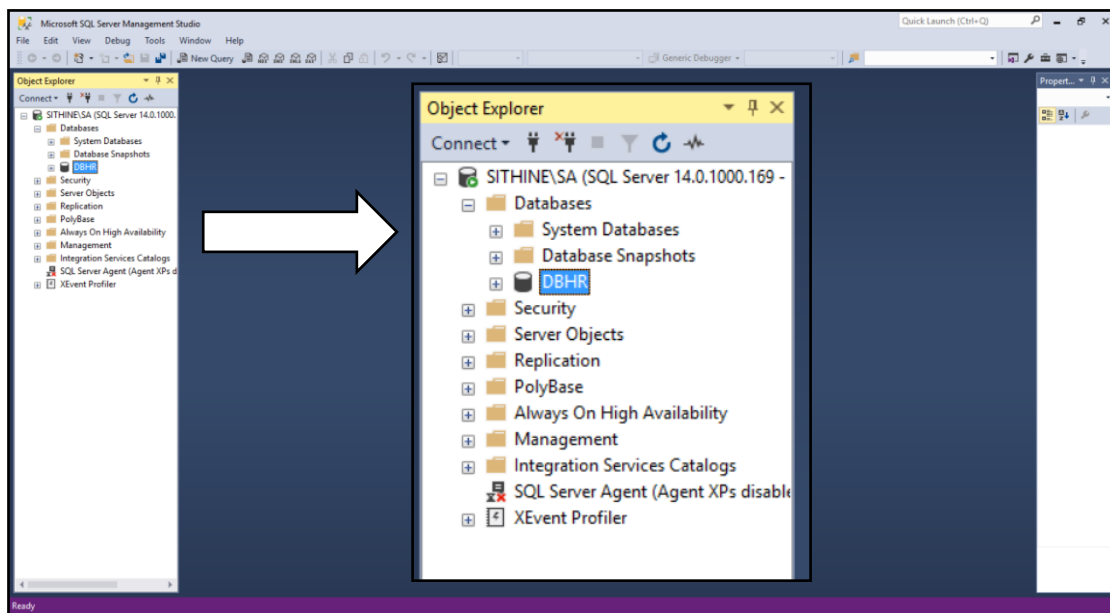 Microsoft SQL Server Management Studio
Quick Launch (Ctrl+Q)
File Edit View Debug Tools Window Help
New Query
Generic Debugger
Object Explorer
Connect
SITHINE\SA (SQL Server 14.0.1000.
Databases
System Databases
Database Snapshots
DBHR
Security
Server Objects
Replication
PolyBase
Always On High Availability
Management
Integration Services Catalogs
SQL Server Agent (Agent XPs d
XEvent Profiler
Object Explorer
Connect
SITHINE\SA (SQL Server 14.0.1000.169 -
Databases
System Databases
Database Snapshots
DBHR
Security
Server Objects
Replication
PolyBase
Always On High Availability
Management
Integration Services Catalogs
SQL Server Agent (Agent XPs disable
XEvent Profiler
Propert...
Ready